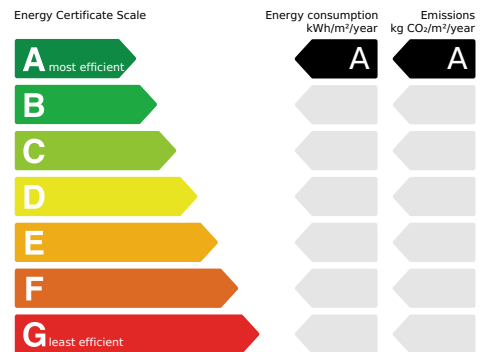 Energy Certificate Scale
Energy consumption
kWh/m²/year
Emissions
kg CO₂/m²/year
A most efficient
A
A
B
C
D
E
F
G least efficient